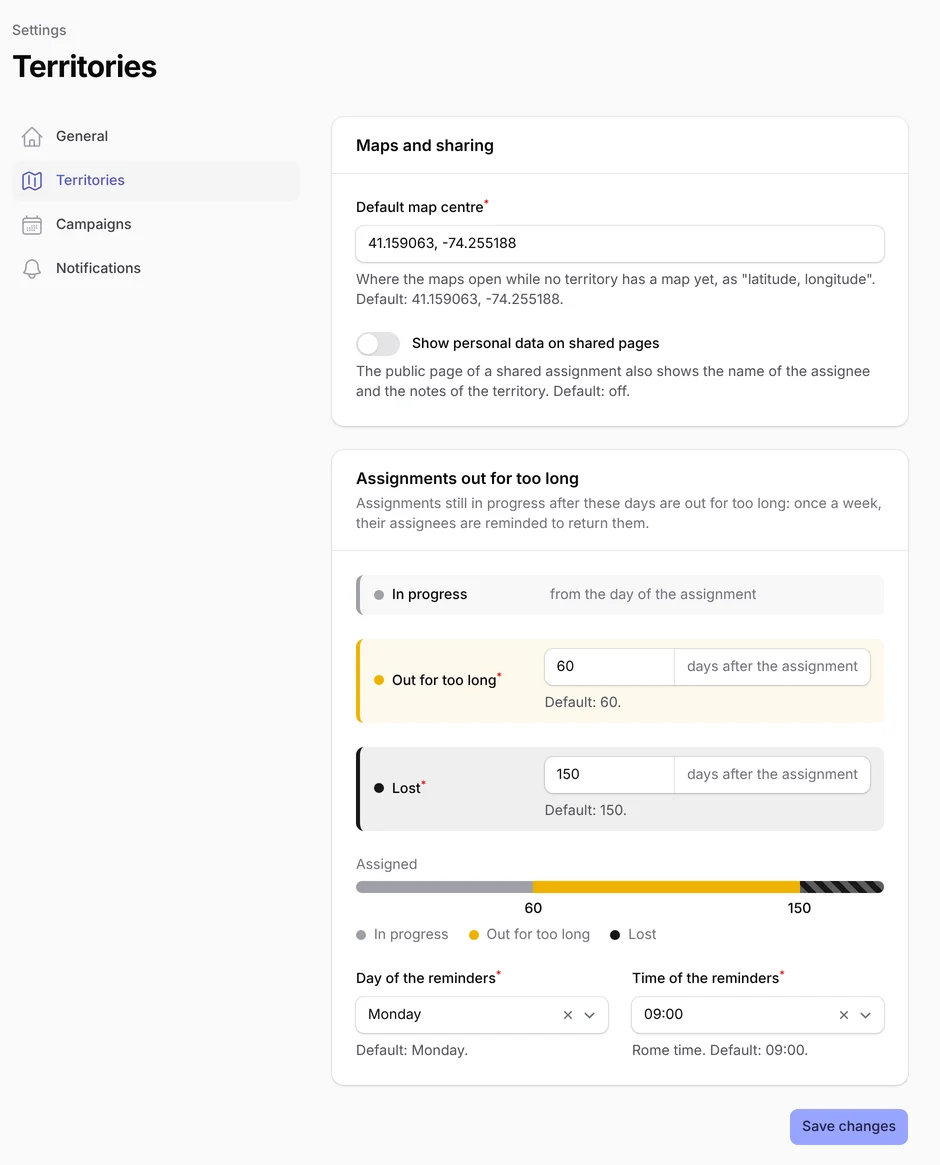 Settings
Territories
General
Territories
Campaigns
Notifications
Maps and sharing
Default map centre*
41.159063, -74.255188
Where the maps open while no territory has a map yet, as "latitude, longitude".
Default: 41.159063, -74.255188.
Show personal data on shared pages
The public page of a shared assignment also shows the name of the assignee
and the notes of the territory. Default: off.
Assignments out for too long
Assignments still in progress after these days are out for too long: once a week,
their assignees are reminded to return them.
In progress from the day of the assignment
Out for too long* 60 days after the assignment
Default: 60.
Lost* 150 days after the assignment
Default: 150.
Assigned
60 150
In progress Out for too long Lost
Day of the reminders* Time of the reminders*
Monday 09:00
Default: Monday. Rome time. Default: 09:00.
Save changes